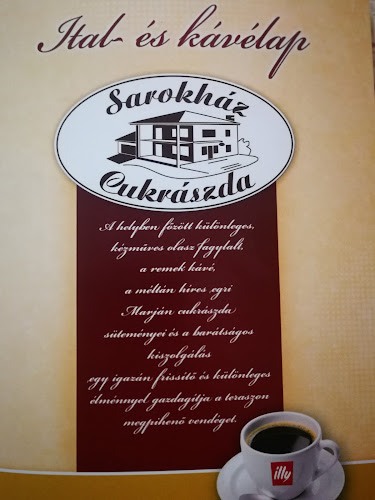 Ital- és kávélap
Sarokház
Cukrászda
A helyben főzött különleges,
kézműves olasz fagylalt,
a remek kávé,
a méltán híres egri
Marján cukrászda
süteményei és a barátságos
kiszolgálás
egy igazán frissítő és különleges
élménnyel gazdagítja a teraszon
megpihenő vendéget.
illy